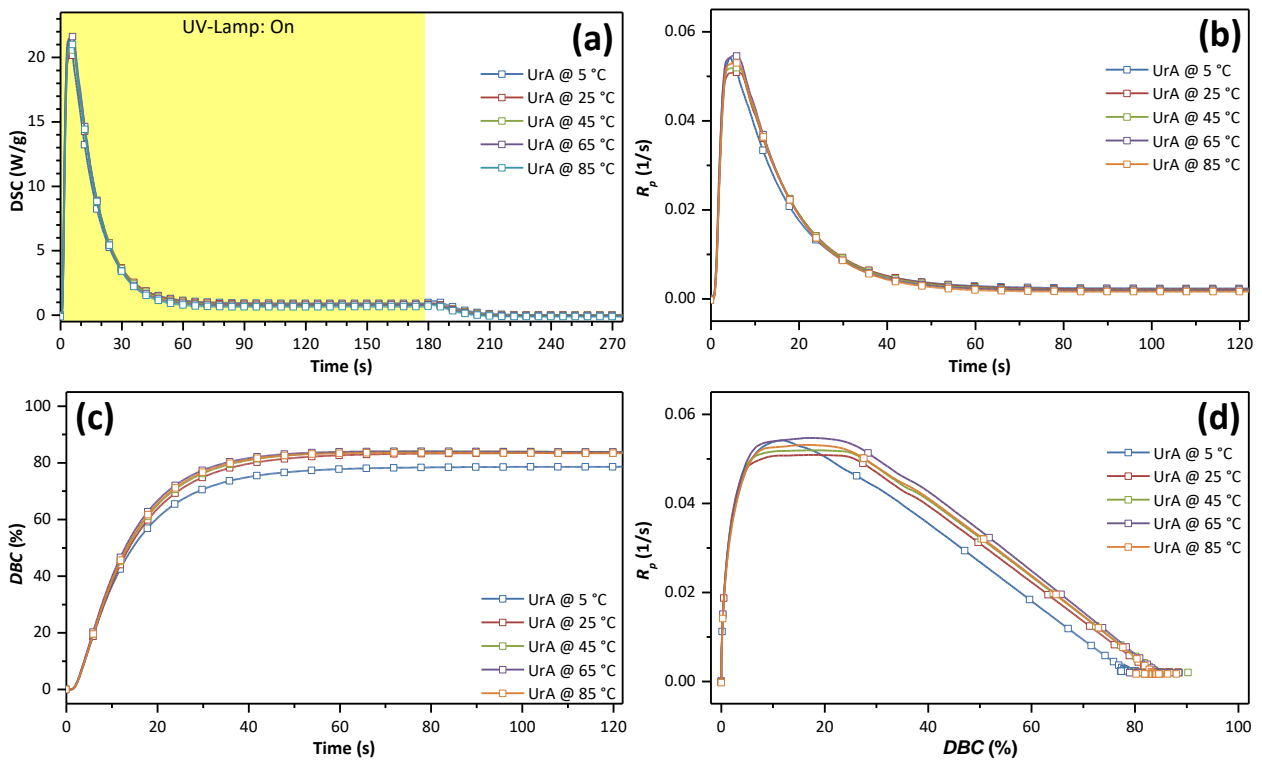 UV-Lamp: On
(a)
20
15
10
5
0
DSC (W/g)
0 30 60 90 120 150 180 210 240 270
Time (s)
UrA @ 5 °C
UrA @ 25 °C
UrA @ 45 °C
UrA @ 65 °C
UrA @ 85 °C
(b)
0.06
0.04
0.02
0.00
Rp (1/s)
0 20 40 60 80 100 120
Time (s)
UrA @ 5 °C
UrA @ 25 °C
UrA @ 45 °C
UrA @ 65 °C
UrA @ 85 °C
(c)
100
80
60
40
20
0
DBC (%)
0 20 40 60 80 100 120
Time (s)
UrA @ 5 °C
UrA @ 25 °C
UrA @ 45 °C
UrA @ 65 °C
UrA @ 85 °C
(d)
0.06
0.04
0.02
0.00
Rp (1/s)
0 20 40 60 80 100
DBC (%)
UrA @ 5 °C
UrA @ 25 °C
UrA @ 45 °C
UrA @ 65 °C
UrA @ 85 °C